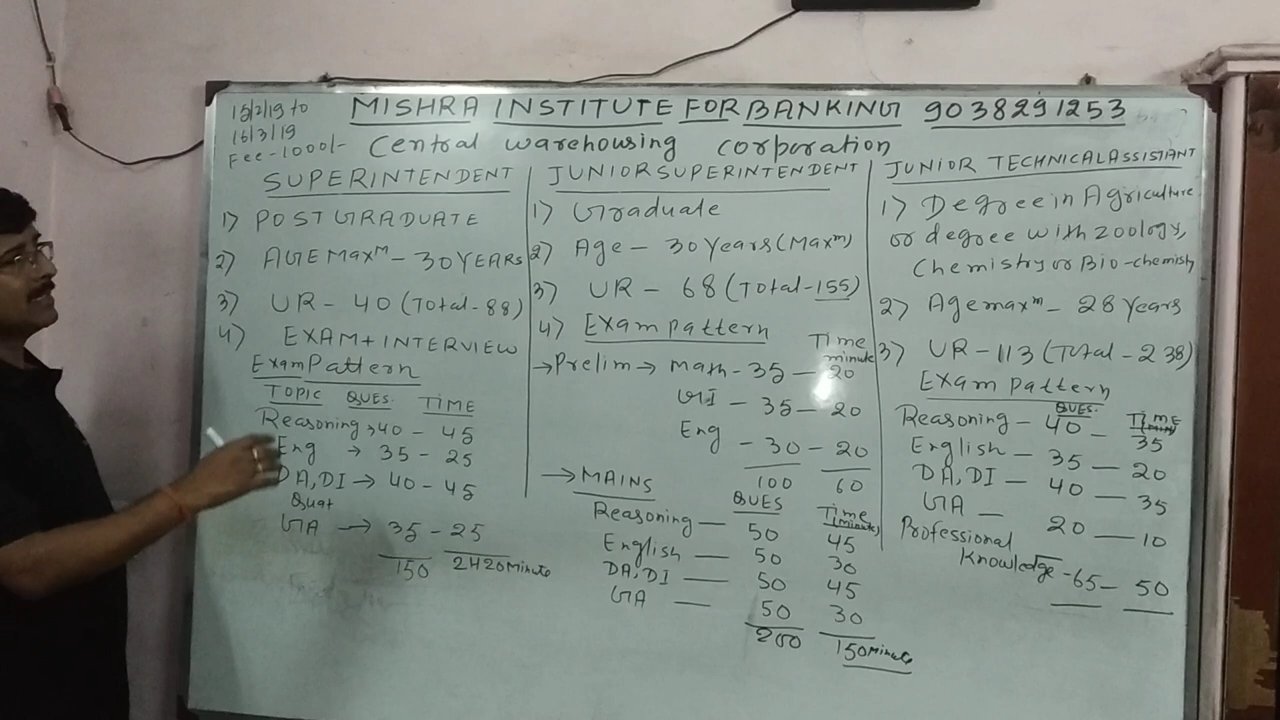 15/2/19 to
16/3/19
Fee-1000/-
MISHRA INSTITUTE FOR BANKING 9038291253
Central warehousing corporation
SUPERINTENDENT
1) POST GRADUATE
2) AGE Maxᴹ - 30 YEARS
3) UR - 40 (Total - 88)
4) EXAM + INTERVIEW
Exam Pattern
TOPIC QUES. TIME
Reasoning → 40 - 45
Eng → 35 - 25
DA, DI → 40 - 45
Quat
GA → 35 - 25
150 2H 20 Minute
JUNIOR SUPERINTENDENT
1) Graduate
2) Age - 30 Years (Maxᵐ)
3) UR - 68 (Total - 155)
4) Exam pattern
Time
minute
→ Prelim → Math - 35 - 20
GI - 35 - 20
Eng - 30 - 20
100 60
→ MAINS
QUES Time (minute)
Reasoning - 50 45
English - 50 30
DA, DI - 50 45
GA - 50 30
200 150 Minute
JUNIOR TECHNICAL ASSISTANT
1) Degree in Agriculture
or degree with zoology,
Chemistry or Bio-chemisty
2) Age maxᵐ - 28 Years
3) UR - 113 (Total - 238)
Exam pattern
QUES. Time (min)
Reasoning - 40 - 35
English - 35 - 20
DA, DI - 40 - 35
GA - 20 - 10
Professional
Knowledge - 65 - 50